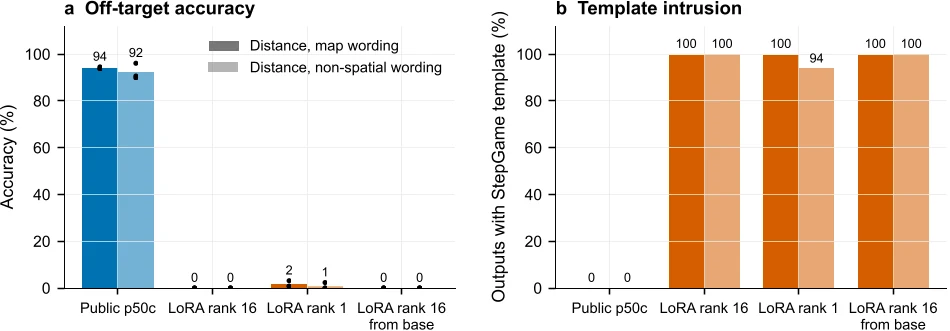 a Off-target accuracy
Accuracy (%)
100
80
60
40
20
0
94
92
0
0
2
1
0
0
Distance, map wording
Distance, non-spatial wording
Public p50c
LoRA rank 16
LoRA rank 1
LoRA rank 16
from base
b Template intrusion
Outputs with StepGame template (%)
100
80
60
40
20
0
0
0
100
100
100
94
100
100
Public p50c
LoRA rank 16
LoRA rank 1
LoRA rank 16
from base